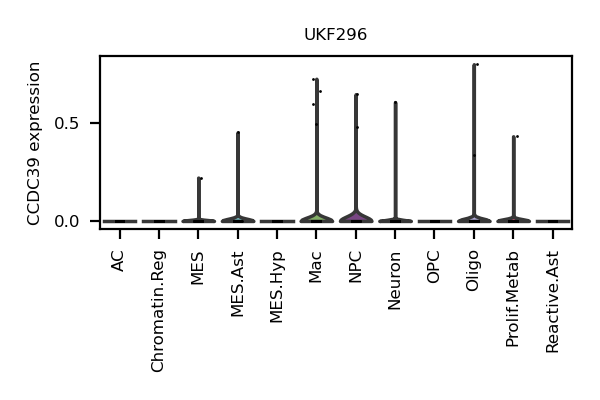 UKF296
CCDC39 expression
0.5
0.0
AC
Chromatin.Reg
MES
MES.Ast
MES.Hyp
Mac
NPC
Neuron
OPC
Oligo
Prolif.Metab
Reactive.Ast